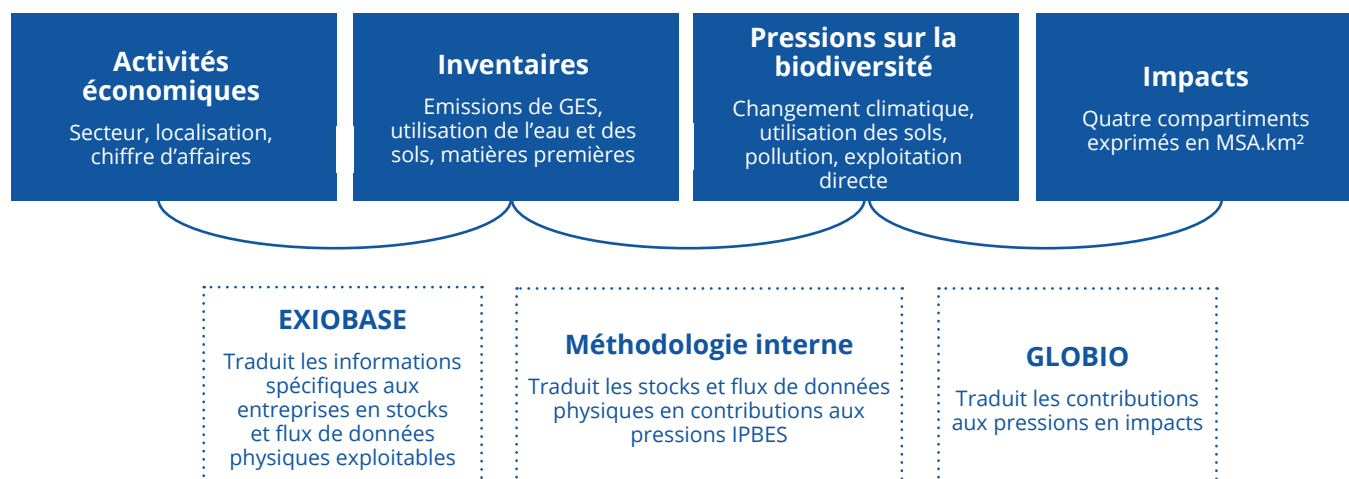 Activités
économiques
Secteur, localisation,
chiffre d'affaires
Inventaires
Emissions de GES,
utilisation de l'eau et des
sols, matières premières
Pressions sur la
biodiversité
Changement climatique,
utilisation des sols,
pollution, exploitation
directe
Impacts
Quatre compartiments
exprimés en MSA.km²
EXIOBASE
Traduit les informations
spécifiques aux
entreprises en stocks
et flux de données
physiques exploitables
Méthodologie interne
Traduit les stocks et flux de données
physiques en contributions aux
pressions IPBES
GLOBIO
Traduit les contributions
aux pressions en impacts